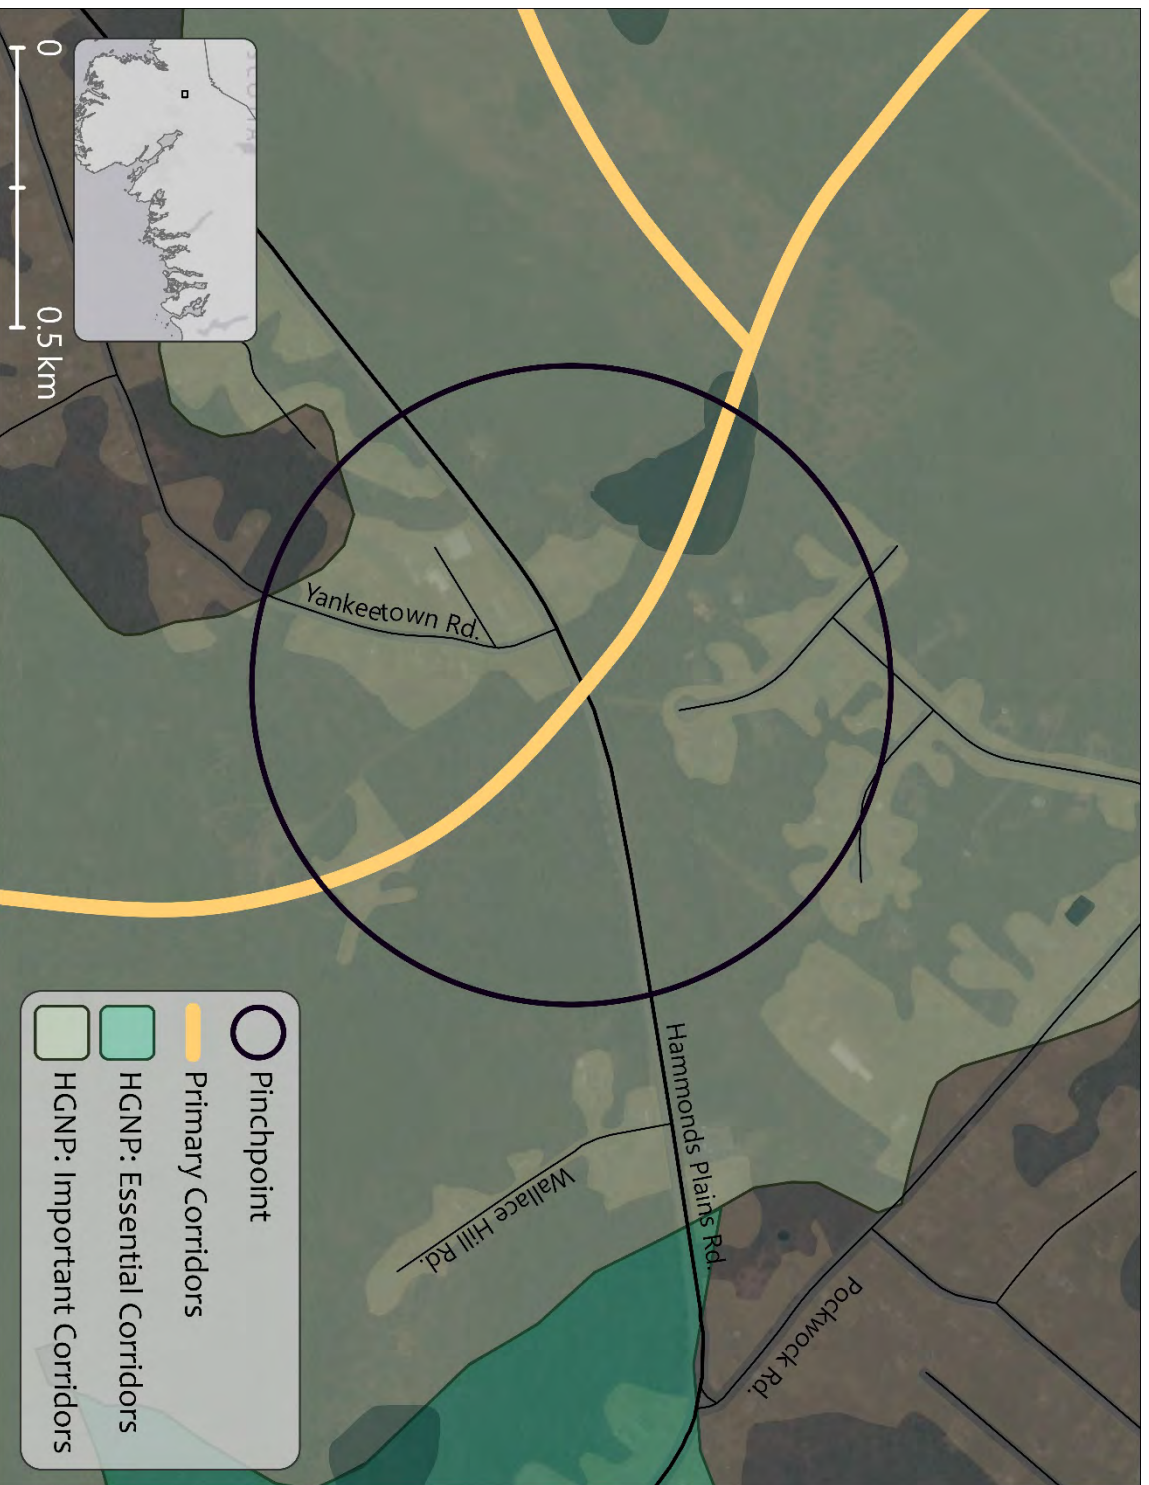 0
0.5 km
Yankeetown Rd.
Hammonds Plains Rd.
Wallace Hill Rd.
Pockwock Rd.
Pinchpoint
Primary Corridors
HGNP: Essential Corridors
HGNP: Important Corridors